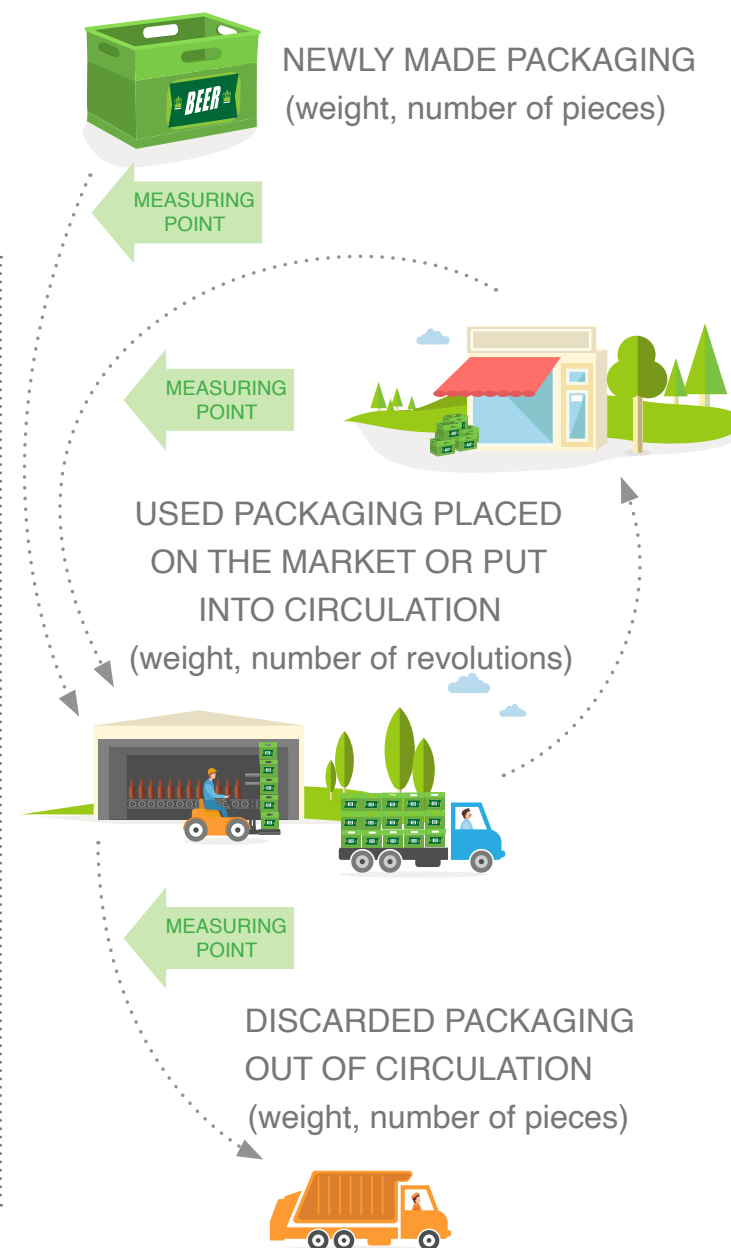 BEER
NEWLY MADE PACKAGING
(weight, number of pieces)
MEASURING
POINT
MEASURING
POINT
USED PACKAGING PLACED
ON THE MARKET OR PUT
INTO CIRCULATION
(weight, number of revolutions)
MEASURING
POINT
DISCARDED PACKAGING
OUT OF CIRCULATION
(weight, number of pieces)